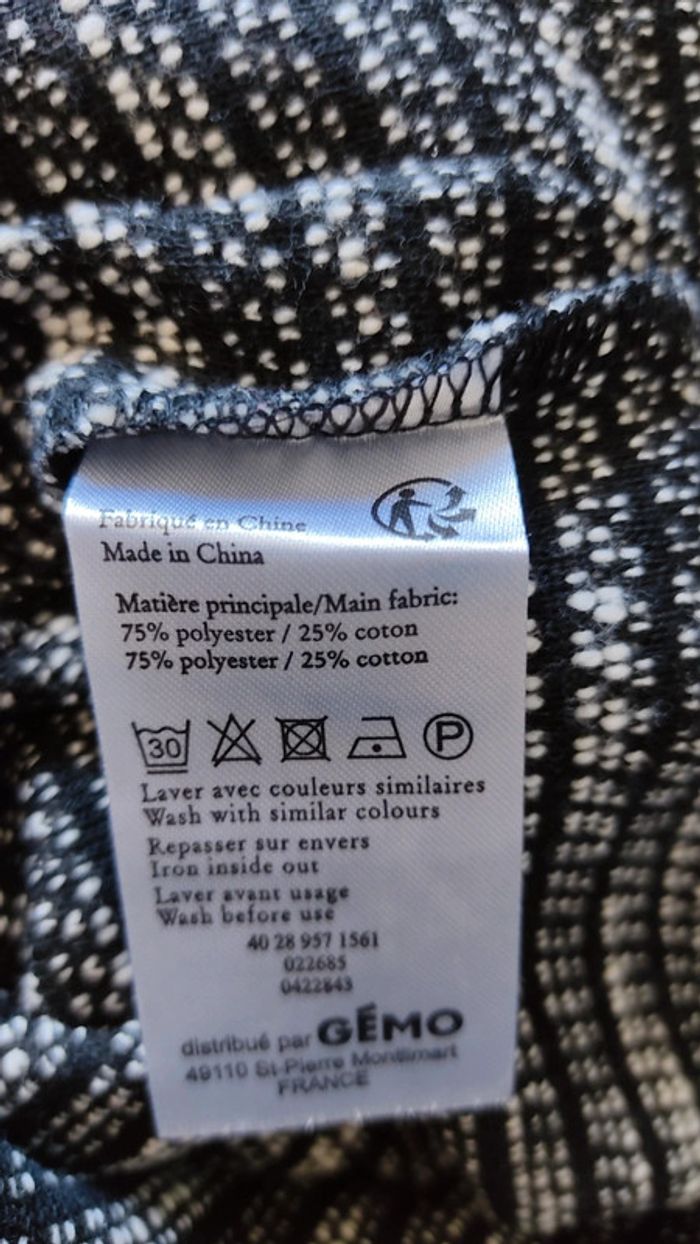 Fabriqué en Chine
Made in China
Matière principale/Main fabric:
75% polyester / 25% coton
75% polyester / 25% cotton
30
P
Laver avec couleurs similaires
Wash with similar colours
Repasser sur envers
Iron inside out
Laver avant usage
Wash before use
40 28 957 1561
022685
0422843
distribué par GÉMO
49110 St-Pierre Montlimart
FRANCE